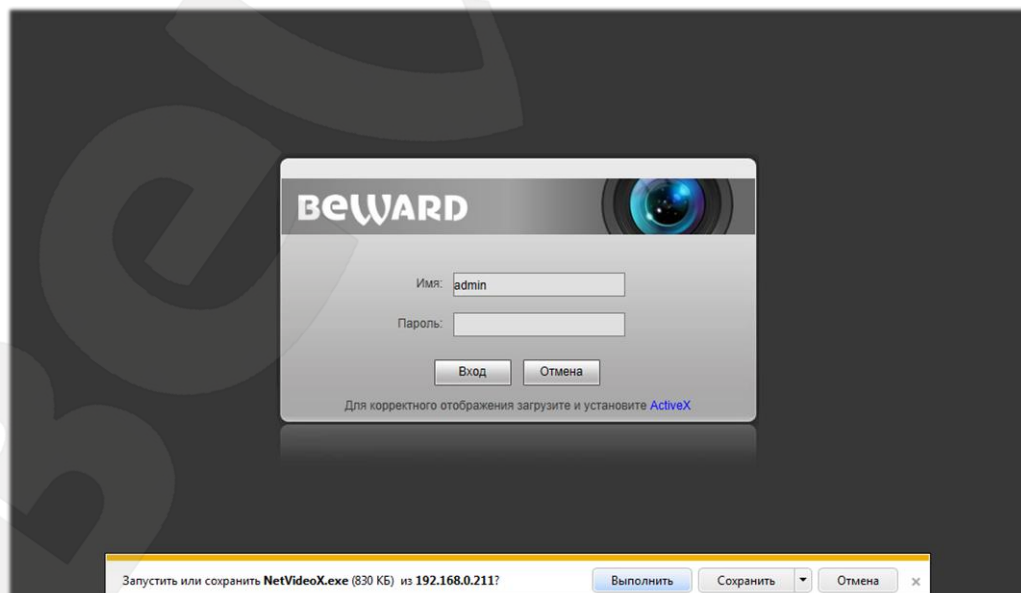 BEWARD
Имя: admin
Пароль:
Вход Отмена
Для корректного отображения загрузите и установите ActiveX
Запустить или сохранить NetVideoX.exe (830 КБ) из 192.168.0.211? Выполнить Сохранить Отмена